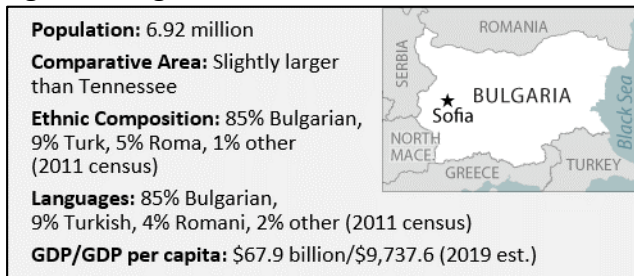 Population: 6.92 million
Comparative Area: Slightly larger
than Tennessee
Ethnic Composition: 85% Bulgarian,
9% Turk, 5% Roma, 1% other
(2011 census)
Languages: 85% Bulgarian,
9% Turkish, 4% Romani, 2% other (2011 census)
GDP/GDP per capita: $67.9 billion/$9,737.6 (2019 est.)
ROMANIA
SERBIA
BULGARIA
Sofia
Black Sea
NORTH
MACE.
GREECE
TURKEY